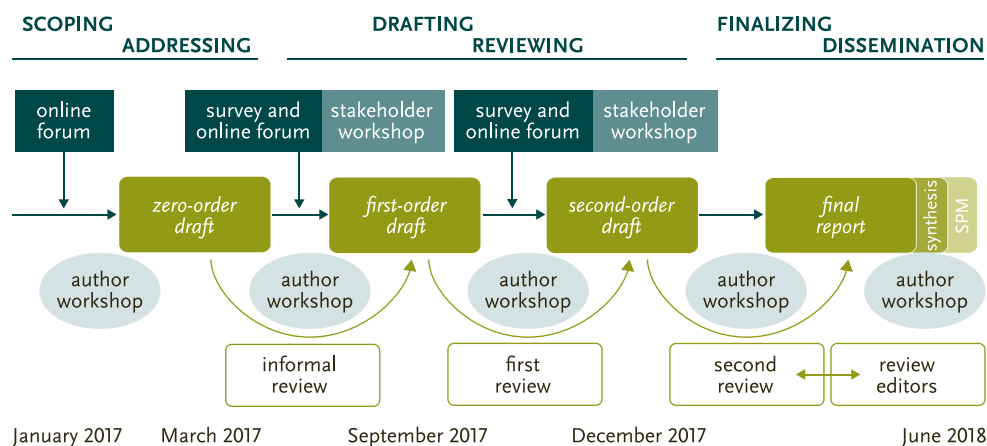 SCOPING
ADDRESSING
DRAFTING
REVIEWING
FINALIZING
DISSEMINATION
online
forum
survey and
online forum
stakeholder
workshop
survey and
online forum
stakeholder
workshop
zero-order
draft
first-order
draft
second-order
draft
final
report
synthesis
SPM
author
workshop
author
workshop
author
workshop
author
workshop
author
workshop
informal
review
first
review
second
review
review
editors
January 2017
March 2017
September 2017
December 2017
June 2018